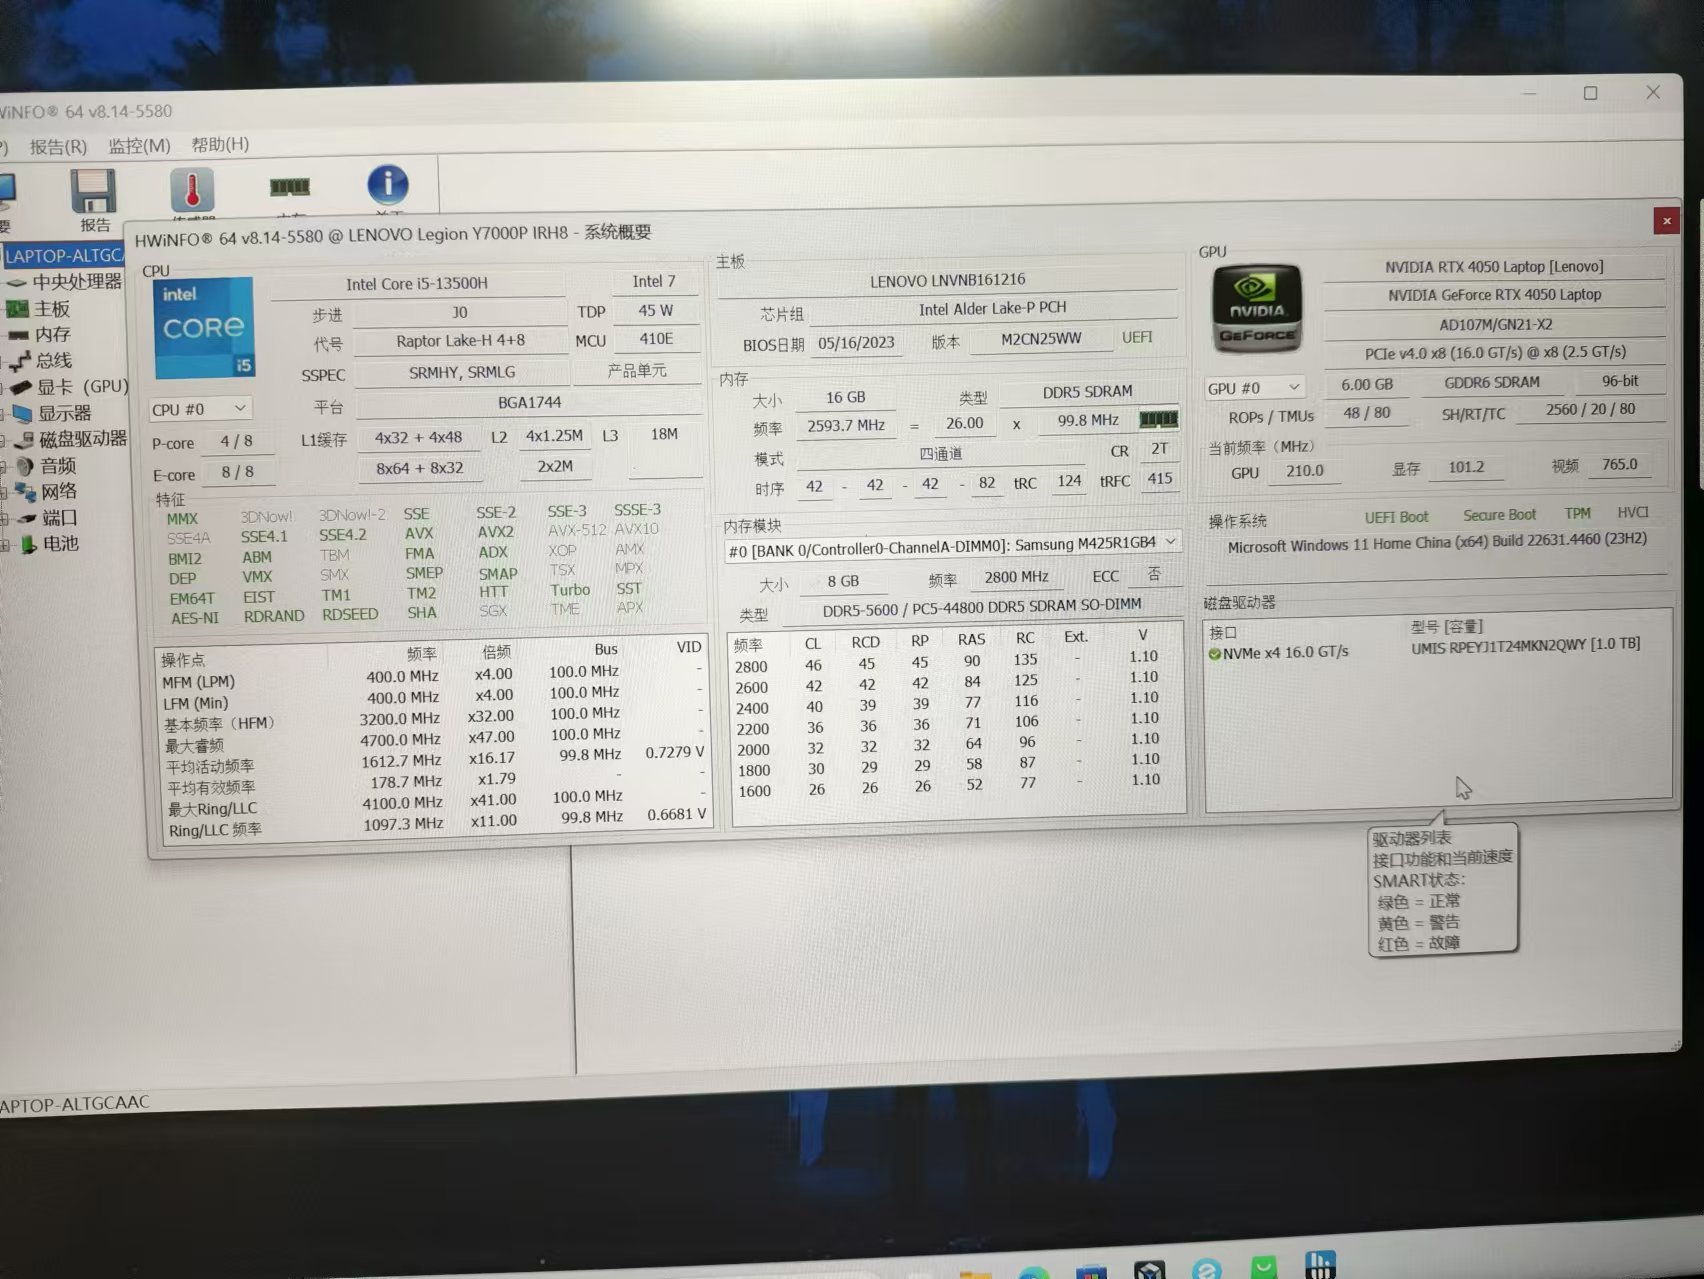 WiNFO® 64 v8.14-5580
报告(R) 监控(M) 帮助(H)
报告
LAPTOP-ALTGCA
中央处理器
主板
内存
总线
显卡 (GPU)
显示器
磁盘驱动器
音频
网络
端口
电池
HWiNFO® 64 v8.14-5580 @ LENOVO Legion Y7000P IRH8 - 系统概要
CPU
intel
CORE
i5
Intel Core i5-13500H Intel 7
步进 J0 TDP 45 W
代号 Raptor Lake-H 4+8 MCU 410E
SSPEC SRMHY, SRMLG 产品单元
CPU #0 平台 BGA1744
P-core 4 / 8 L1缓存 4x32 + 4x48 L2 4x1.25M L3 18M
E-core 8 / 8 8x64 + 8x32 2x2M
特征
MMX 3DNow! 3DNow!-2 SSE SSE-2 SSE-3 SSSE-3
SSE4A SSE4.1 SSE4.2 AVX AVX2 AVX-512 AVX10
BMI2 ABM TBM FMA ADX XOP AMX
DEP VMX SMX SMEP SMAP TSX MPX
EM64T EIST TM1 TM2 HTT Turbo SST
AES-NI RDRAND RDSEED SHA SGX TME APX
操作点 频率 倍频 Bus VID
MFM (LPM) 400.0 MHz x4.00 100.0 MHz -
LFM (Min) 400.0 MHz x4.00 100.0 MHz -
基本频率 (HFM) 3200.0 MHz x32.00 100.0 MHz -
最大睿频 4700.0 MHz x47.00 100.0 MHz -
平均活动频率 1612.7 MHz x16.17 99.8 MHz 0.7279 V
平均有效频率 178.7 MHz x1.79 - -
最大Ring/LLC 4100.0 MHz x41.00 100.0 MHz -
Ring/LLC 频率 1097.3 MHz x11.00 99.8 MHz 0.6681 V
主板
LENOVO LNVNB161216
芯片组 Intel Alder Lake-P PCH
BIOS日期 05/16/2023 版本 M2CN25WW UEFI
内存
大小 16 GB 类型 DDR5 SDRAM
频率 2593.7 MHz = 26.00 x 99.8 MHz
模式 四通道 CR 2T
时序 42 - 42 - 42 - 82 tRC 124 tRFC 415
内存模块
#0 [BANK 0/Controller0-ChannelA-DIMM0]: Samsung M425R1GB4
大小 8 GB 频率 2800 MHz ECC 否
类型 DDR5-5600 / PC5-44800 DDR5 SDRAM SO-DIMM
频率 CL RCD RP RAS RC Ext. V
2800 46 45 45 90 135 - 1.10
2600 42 42 42 84 125 - 1.10
2400 40 39 39 77 116 - 1.10
2200 36 36 36 71 106 - 1.10
2000 32 32 32 64 96 - 1.10
1800 30 29 29 58 87 - 1.10
1600 26 26 26 52 77 - 1.10
GPU
NVIDIA
GEFORCE
NVIDIA RTX 4050 Laptop [Lenovo]
NVIDIA GeForce RTX 4050 Laptop
AD107M/GN21-X2
PCIe v4.0 x8 (16.0 GT/s) @ x8 (2.5 GT/s)
GPU #0 6.00 GB GDDR6 SDRAM 96-bit
ROPs / TMUs 48 / 80 SH/RT/TC 2560 / 20 / 80
当前频率 (MHz)
GPU 210.0 显存 101.2 视频 765.0
操作系统 UEFI Boot Secure Boot TPM HVCI
Microsoft Windows 11 Home China (x64) Build 22631.4460 (23H2)
磁盘驱动器
接口 型号 [容量]
NVMe x4 16.0 GT/s UMIS RPEYJ1T24MKN2QWY [1.0 TB]
驱动器列表
接口功能和当前速度
SMART状态:
绿色 = 正常
黄色 = 警告
红色 = 故障
APTOP-ALTGCAAC